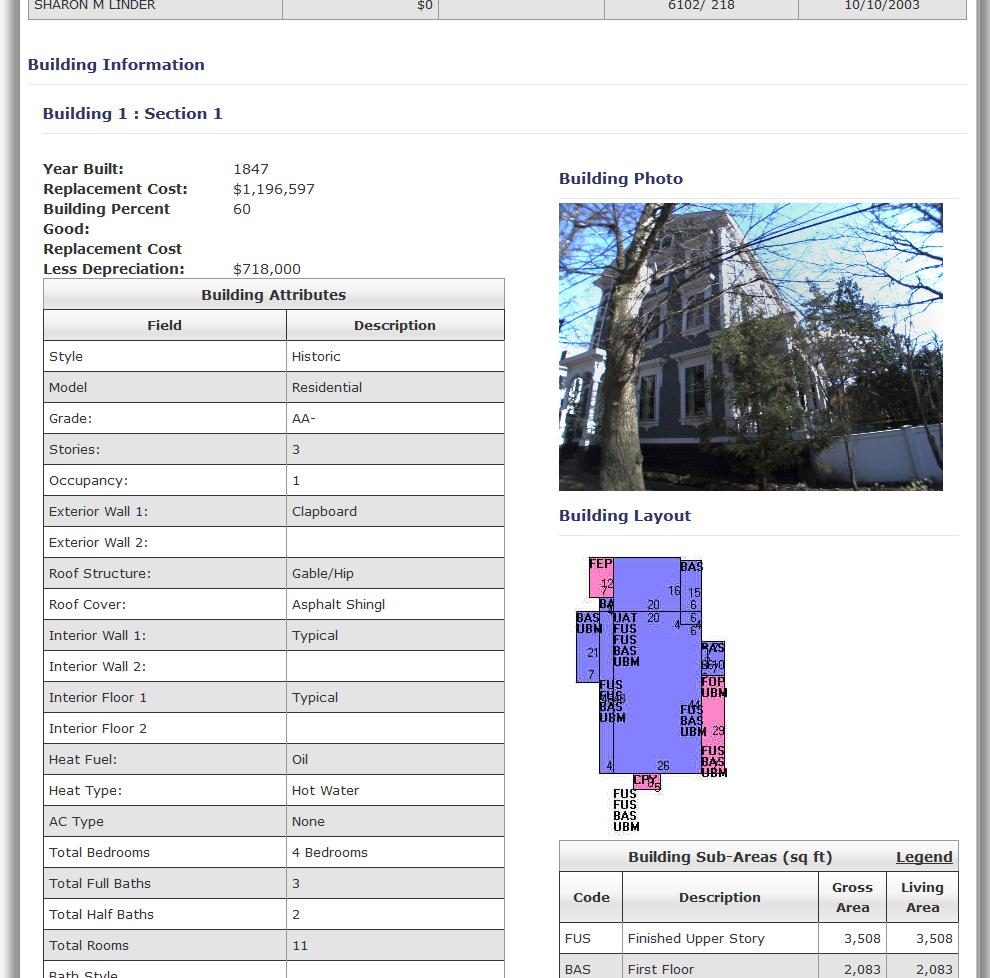 SHARON M LINDER $0 6102/ 218 10/10/2003
Building Information
Building 1 : Section 1
Year Built: 1847
Replacement Cost: $1,196,597
Building Percent 60
Good:
Replacement Cost
Less Depreciation: $718,000
Building Attributes
Field Description
Style Historic
Model Residential
Grade: AA-
Stories: 3
Occupancy: 1
Exterior Wall 1: Clapboard
Exterior Wall 2:
Roof Structure: Gable/Hip
Roof Cover: Asphalt Shingl
Interior Wall 1: Typical
Interior Wall 2:
Interior Floor 1 Typical
Interior Floor 2
Heat Fuel: Oil
Heat Type: Hot Water
AC Type None
Total Bedrooms 4 Bedrooms
Total Full Baths 3
Total Half Baths 2
Total Rooms 11
Bath Style
Building Photo
Building Layout
FEP
12
7
BAS
16 15
20 6
BAS
UBM
21
7
UAT 20
FUS
FUS
BAS
UBM
4 4
6
BAS
FOP
UBM
FUS
BAS
UBM
FUS
BAS
UBM
44
29
4 26
FUS
BAS
UBM
CPY
5
FUS
FUS
BAS
UBM
Building Sub-Areas (sq ft) Legend
Code Description Gross Area Living Area
FUS Finished Upper Story 3,508 3,508
BAS First Floor 2,083 2,083